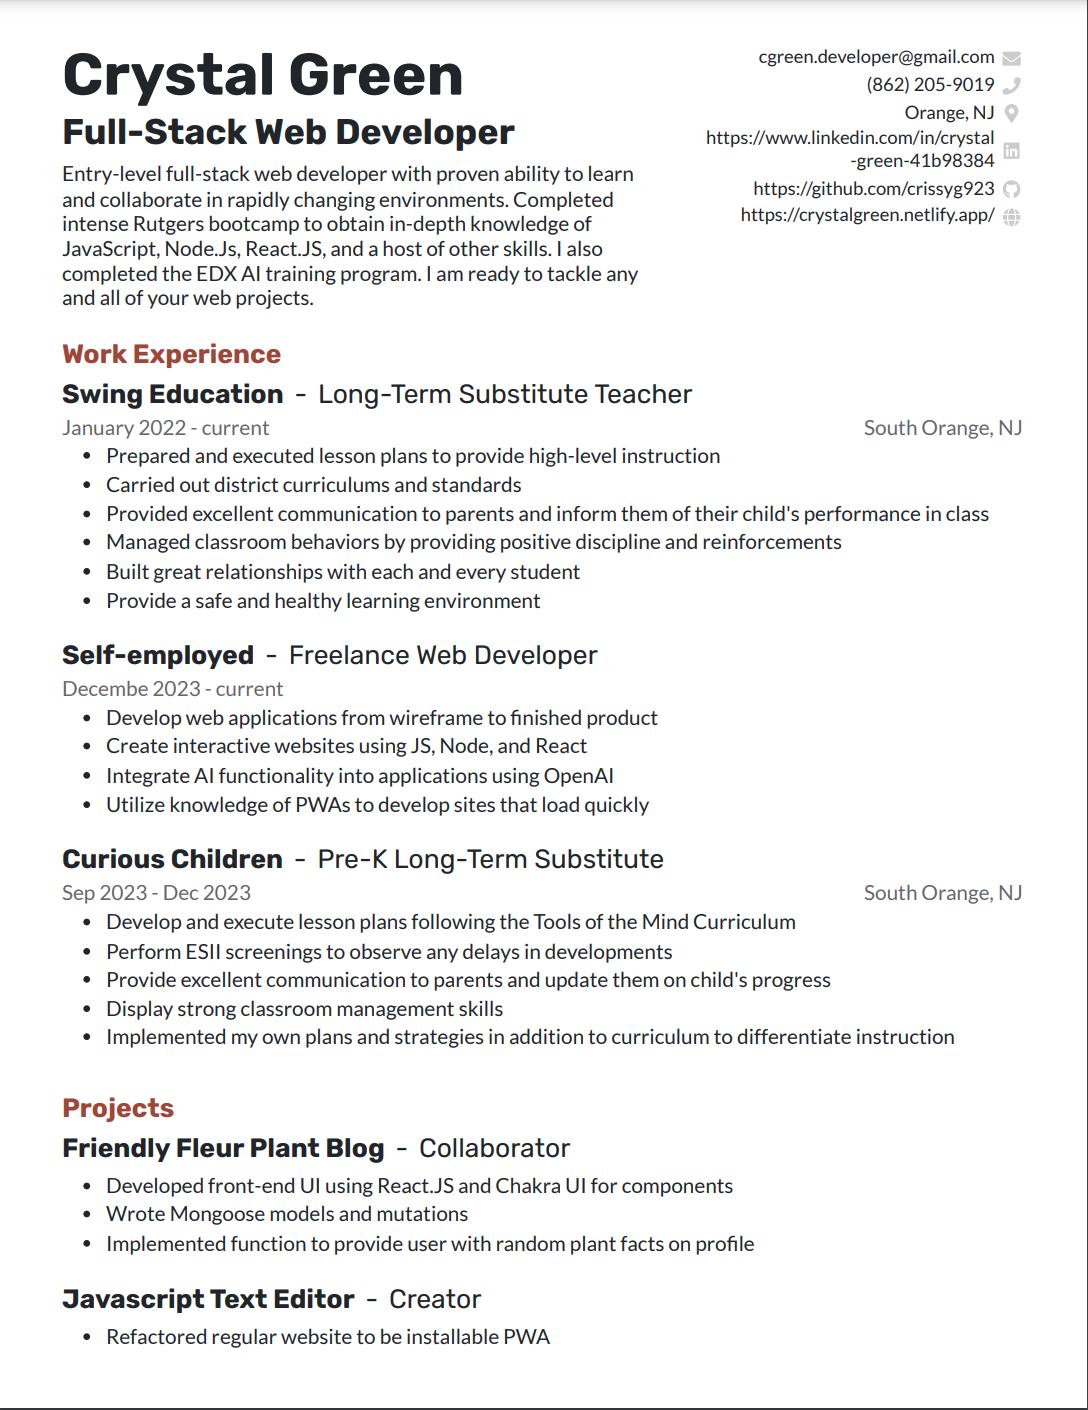 Crystal Green
Full-Stack Web Developer
Entry-level full-stack web developer with proven ability to learn
and collaborate in rapidly changing environments. Completed
intense Rutgers bootcamp to obtain in-depth knowledge of
JavaScript, Node.Js, React.JS, and a host of other skills. I also
completed the EDX AI training program. I am ready to tackle any
and all of your web projects.
cgreen.developer@gmail.com
(862) 205-9019
Orange, NJ
https://www.linkedin.com/in/crystal
-green-41b98384
https://github.com/crissyg923
https://crystalgreen.netlify.app/
Work Experience
Swing Education - Long-Term Substitute Teacher
January 2022 - current South Orange, NJ
• Prepared and executed lesson plans to provide high-level instruction
• Carried out district curriculums and standards
• Provided excellent communication to parents and inform them of their child's performance in class
• Managed classroom behaviors by providing positive discipline and reinforcements
• Built great relationships with each and every student
• Provide a safe and healthy learning environment
Self-employed - Freelance Web Developer
Decembe 2023 - current
• Develop web applications from wireframe to finished product
• Create interactive websites using JS, Node, and React
• Integrate AI functionality into applications using OpenAI
• Utilize knowledge of PWAs to develop sites that load quickly
Curious Children - Pre-K Long-Term Substitute
Sep 2023 - Dec 2023 South Orange, NJ
• Develop and execute lesson plans following the Tools of the Mind Curriculum
• Perform ESII screenings to observe any delays in developments
• Provide excellent communication to parents and update them on child's progress
• Display strong classroom management skills
• Implemented my own plans and strategies in addition to curriculum to differentiate instruction
Projects
Friendly Fleur Plant Blog - Collaborator
• Developed front-end UI using React.JS and Chakra UI for components
• Wrote Mongoose models and mutations
• Implemented function to provide user with random plant facts on profile
Javascript Text Editor - Creator
• Refactored regular website to be installable PWA